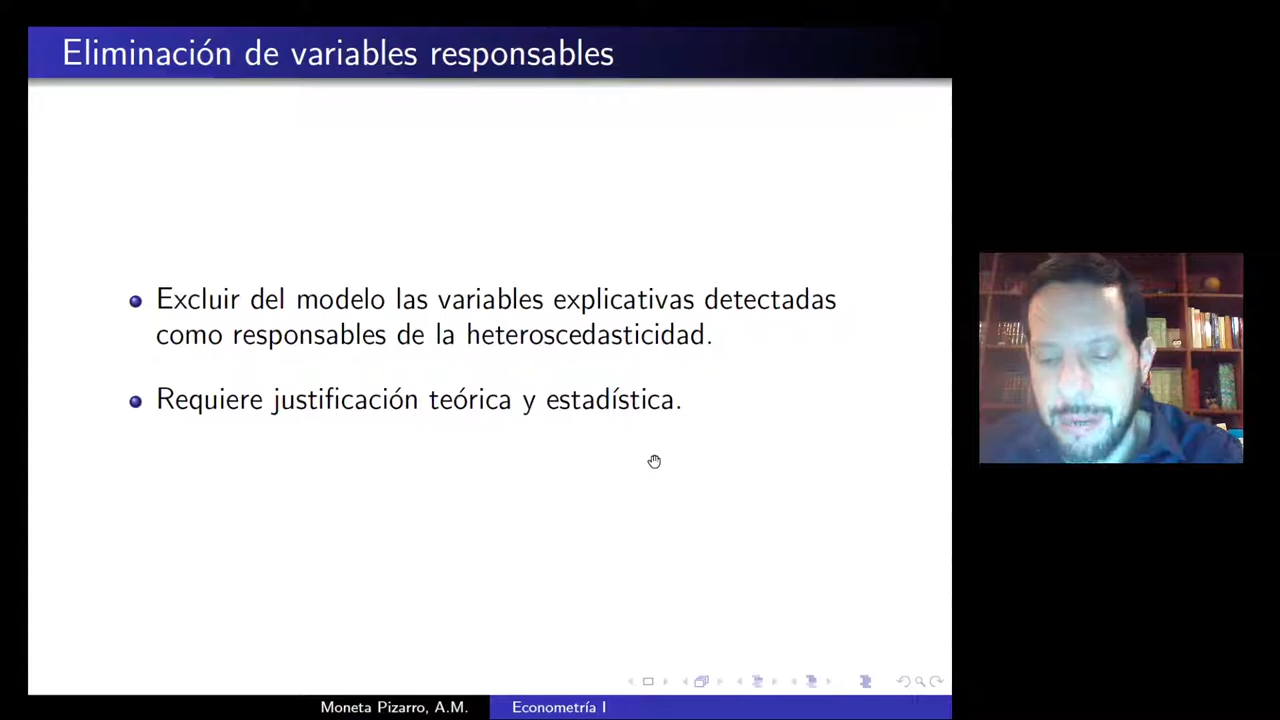 Eliminación de variables responsables
Excluir del modelo las variables explicativas detectadas
como responsables de la heteroscedasticidad.
Requiere justificación teórica y estadística.
Moneta Pizarro, A.M.
Econometría I